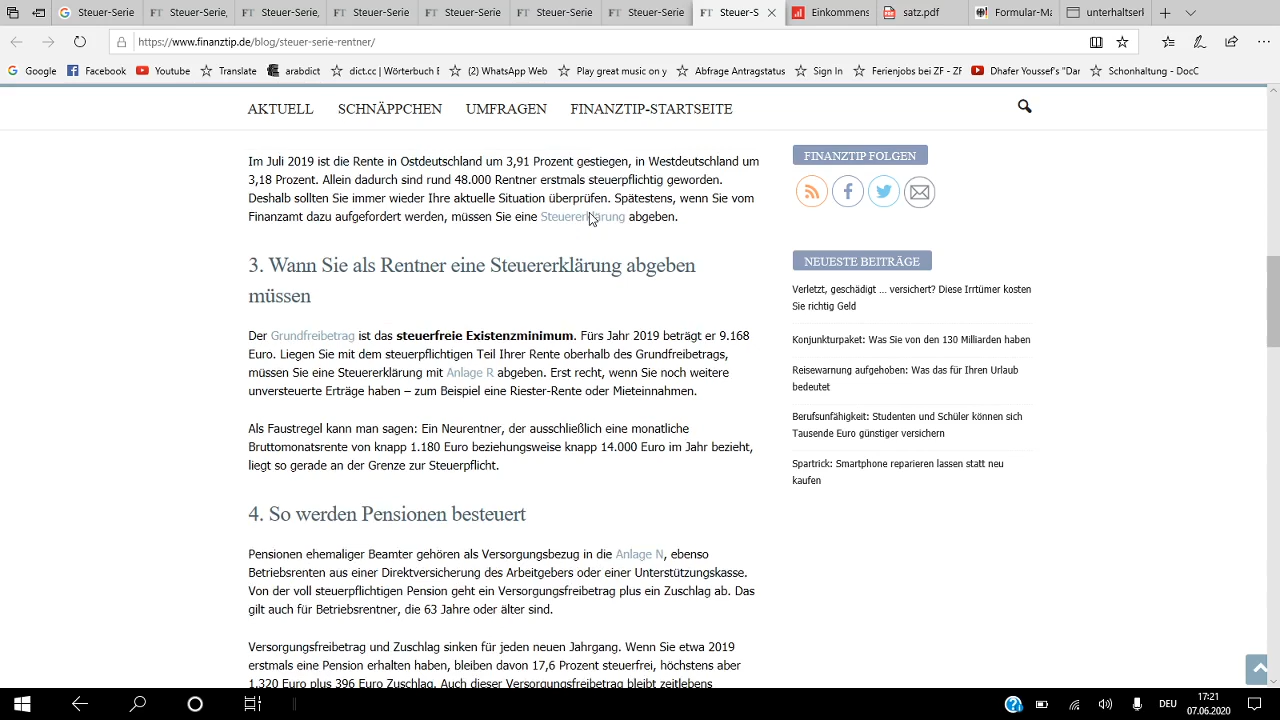 Steuer-Serie
Steuer-Serie,
Steuer-Serie,
Steuer-Serie
Steuer-Serie
Steuer-Serie
Steuer-Serie
Steuer-S
Einkommens
satz.pdf
Formular-Ma
unterhaltserl
https://www.finanztip.de/blog/steuer-serie-rentner/
Google
Facebook
Youtube
Translate
arabdict
dict.cc | Wörterbuch
(2) WhatsApp Web
Play great music on y
Abfrage Antragstatus
Sign In
Ferienjobs bei ZF - ZF
Dhafer Youssef's "Dan
Schonhaltung - DocC
AKTUELL SCHNÄPPCHEN UMFRAGEN FINANZTIP-STARTSEITE
Im Juli 2019 ist die Rente in Ostdeutschland um 3,91 Prozent gestiegen, in Westdeutschland um
3,18 Prozent. Allein dadurch sind rund 48.000 Rentner erstmals steuerpflichtig geworden.
Deshalb sollten Sie immer wieder Ihre aktuelle Situation überprüfen. Spätestens, wenn Sie vom
Finanzamt dazu aufgefordert werden, müssen Sie eine Steuererklärung abgeben.
3. Wann Sie als Rentner eine Steuererklärung abgeben
müssen
Der Grundfreibetrag ist das steuerfreie Existenzminimum. Fürs Jahr 2019 beträgt er 9.168
Euro. Liegen Sie mit dem steuerpflichtigen Teil Ihrer Rente oberhalb des Grundfreibetrags,
müssen Sie eine Steuererklärung mit Anlage R abgeben. Erst recht, wenn Sie noch weitere
unversteuerte Erträge haben – zum Beispiel eine Riester-Rente oder Mieteinnahmen.
Als Faustregel kann man sagen: Ein Neurentner, der ausschließlich eine monatliche
Bruttomonatsrente von knapp 1.180 Euro beziehungsweise knapp 14.000 Euro im Jahr bezieht,
liegt so gerade an der Grenze zur Steuerpflicht.
4. So werden Pensionen besteuert
Pensionen ehemaliger Beamter gehören als Versorgungsbezug in die Anlage N, ebenso
Betriebsrenten aus einer Direktversicherung des Arbeitgebers oder einer Unterstützungskasse.
Von der voll steuerpflichtigen Pension geht ein Versorgungsfreibetrag plus ein Zuschlag ab. Das
gilt auch für Betriebsrentner, die 63 Jahre oder älter sind.
Versorgungsfreibetrag und Zuschlag sinken für jeden neuen Jahrgang. Wenn Sie etwa 2019
erstmals eine Pension erhalten haben, bleiben davon 17,6 Prozent steuerfrei, höchstens aber
1.320 Euro plus 396 Euro Zuschlag. Auch dieser Versorgungsfreibetrag bleibt zeitlebens
FINANZTIP FOLGEN
NEUESTE BEITRÄGE
Verletzt, geschädigt ... versichert? Diese Irrtümer kosten
Sie richtig Geld
Konjunkturpaket: Was Sie von den 130 Milliarden haben
Reisewarnung aufgehoben: Was das für Ihren Urlaub
bedeutet
Berufsunfähigkeit: Studenten und Schüler können sich
Tausende Euro günstiger versichern
Spartrick: Smartphone reparieren lassen statt neu
kaufen
DEU
17:21
07.06.2020